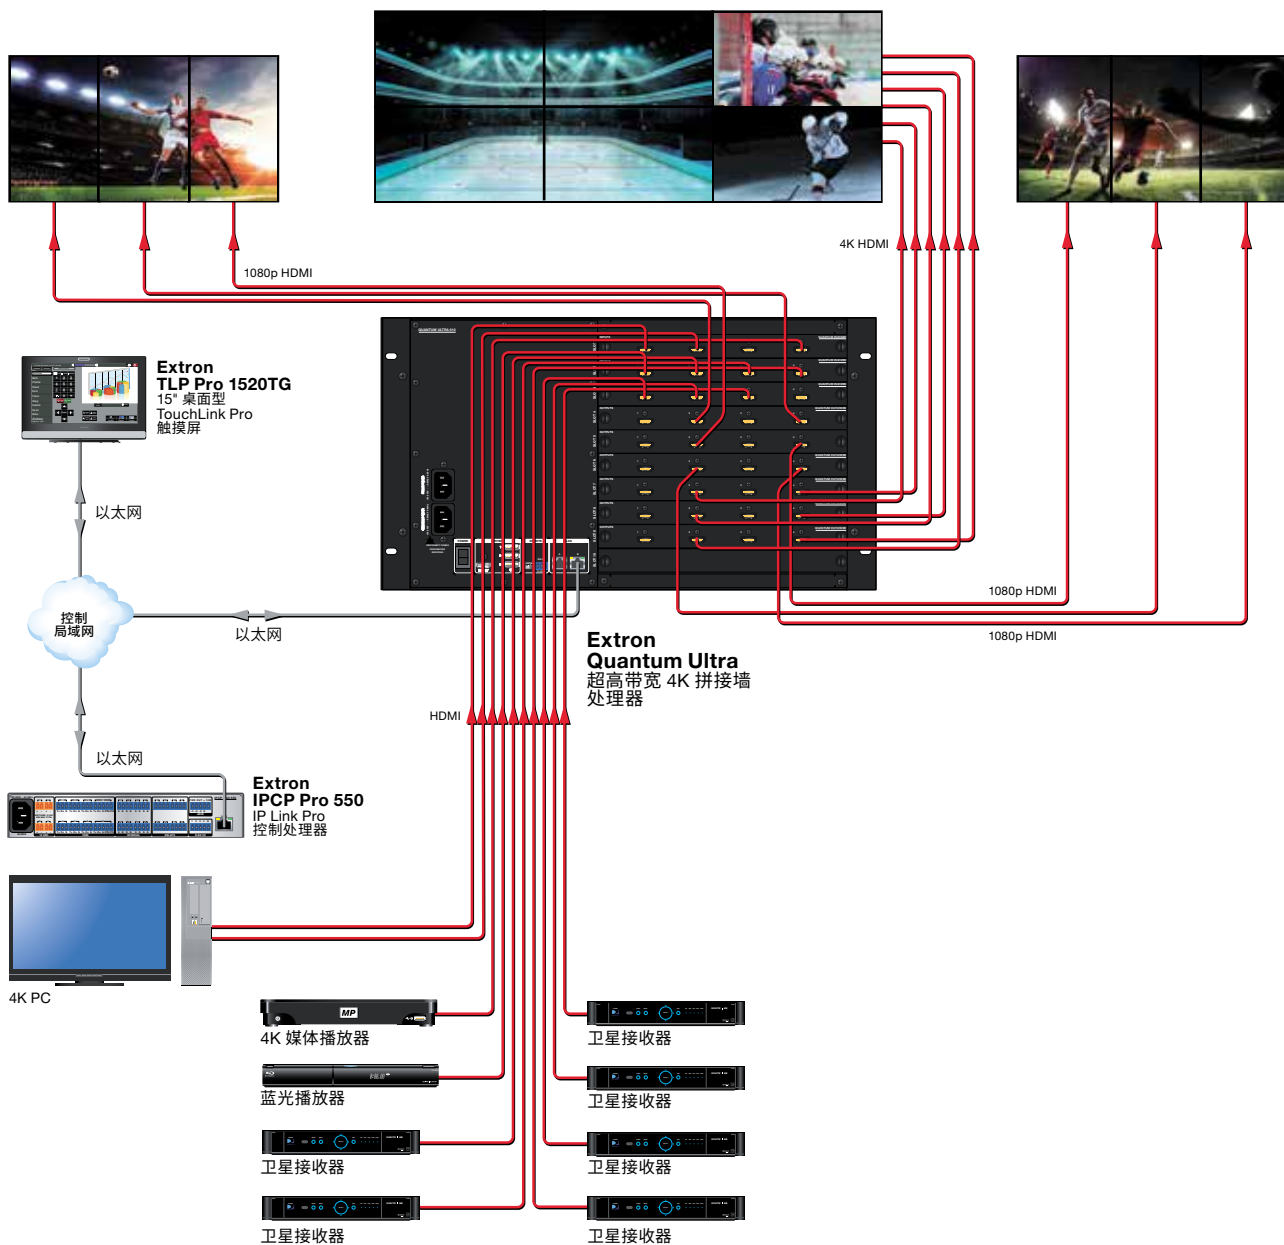 4K HDMI
1080p HDMI
QUANTUM ULTRA 610
Extron
TLP Pro 1520TG
15" 桌面型
TouchLink Pro
触摸屏
以太网
控制
局域网
以太网
1080p HDMI
1080p HDMI
Extron
Quantum Ultra
超高带宽 4K 拼接墙
处理器
HDMI
以太网
Extron
IPCP Pro 550
IP Link Pro
控制处理器
4K PC
MP
4K 媒体播放器
卫星接收器
蓝光播放器
卫星接收器
卫星接收器
卫星接收器
卫星接收器
卫星接收器